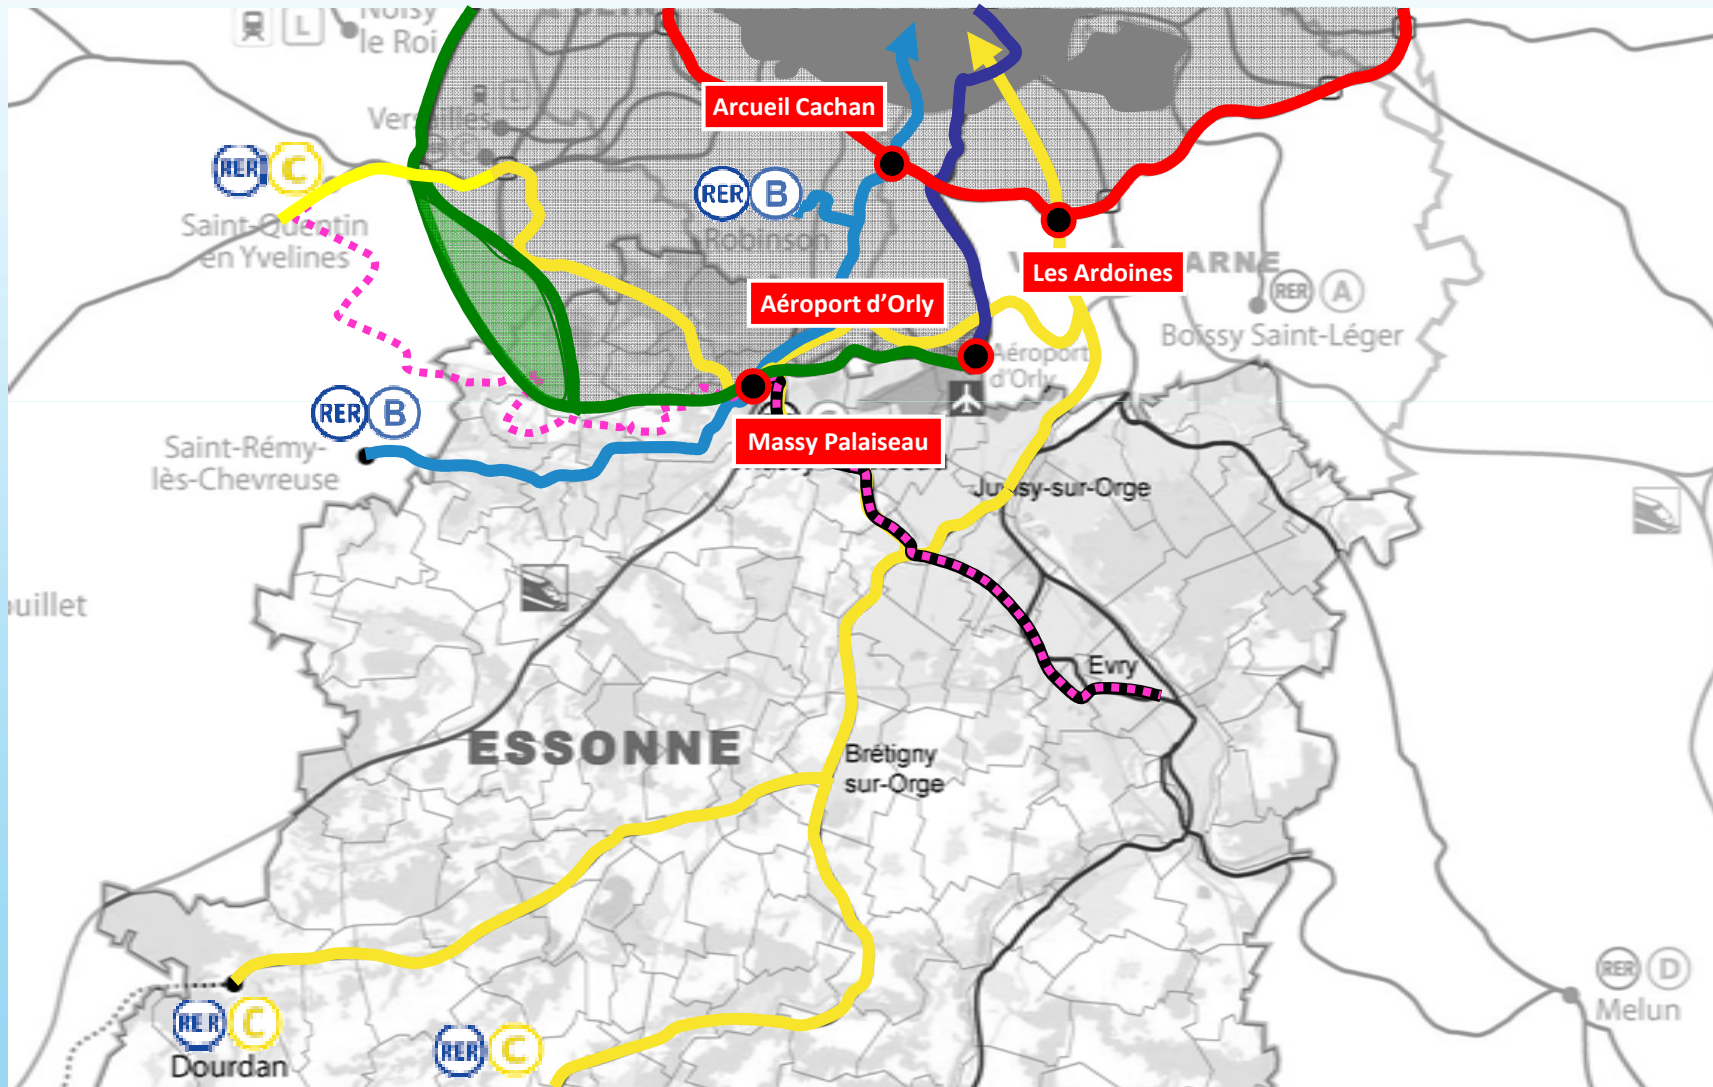 Noisy
le Roi
L
L
Versailles
C
RER C
Arcueil Cachan
RER B
Robinson
Saint-Quentin
en Yvelines
Les Ardoines
ARNE
RER A
Boissy Saint-Léger
Aéroport d'Orly
Aéroport
d'Orly
RER B
Massy Palaiseau
Saint-Rémy-
lès-Chevreuse
Juvisy-sur-Orge
ouillet
Evry
ESSONNE
Brétigny
sur-Orge
RER D
Melun
RER C
Dourdan
RER C